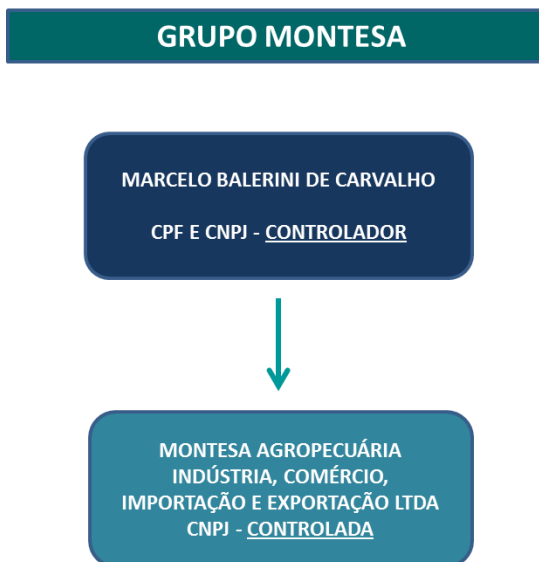 GRUPO MONTESA
MARCELO BALERINI DE CARVALHO
CPF E CNPJ - CONTROLADOR
MONTESA AGROPECUÁRIA
INDÚSTRIA, COMÉRCIO,
IMPORTAÇÃO E EXPORTAÇÃO LTDA
CNPJ - CONTROLADA